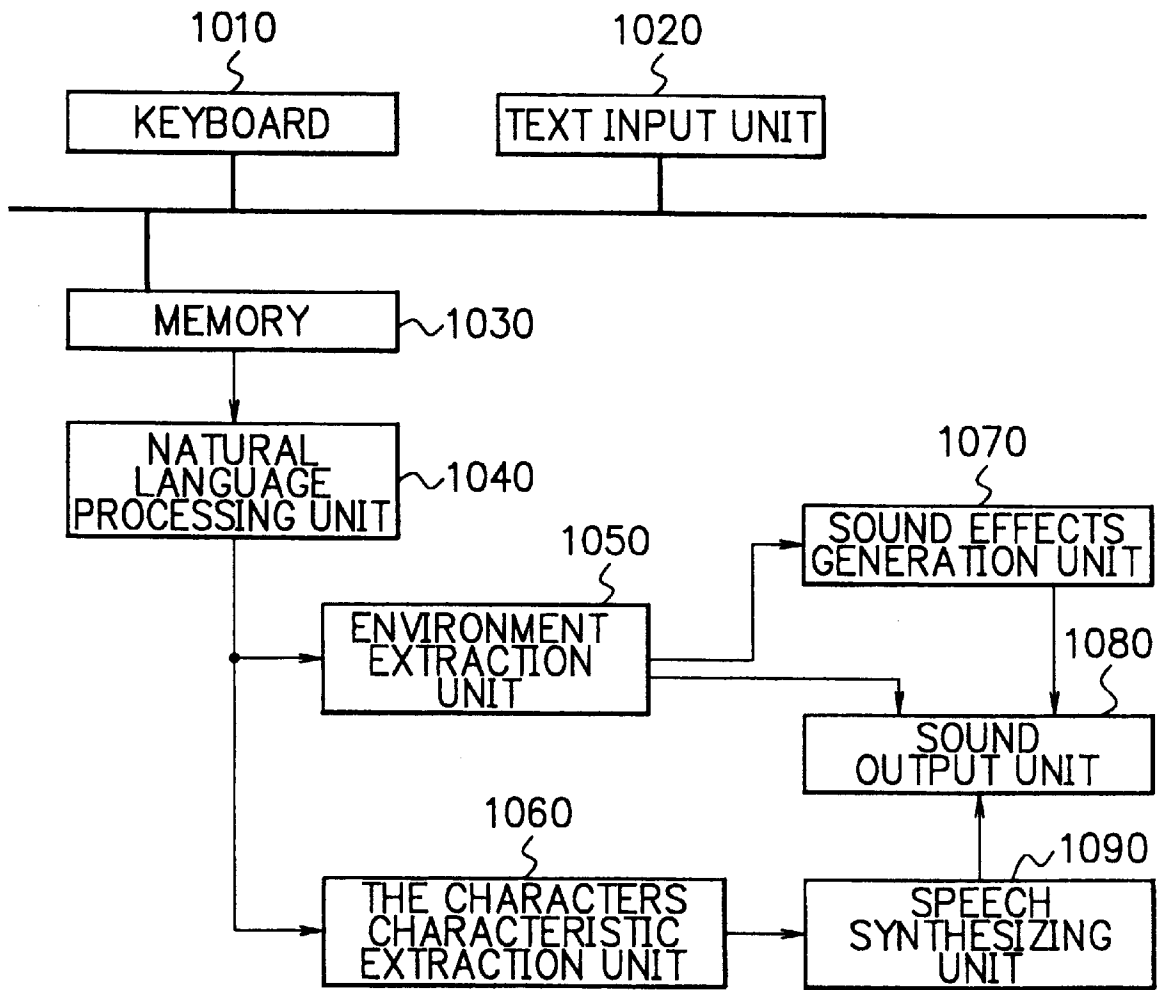 1010
1020
KEYBOARD
TEXT INPUT UNIT
MEMORY
1030
NATURAL
LANGUAGE
PROCESSING UNIT
1040
1050
1070
SOUND EFFECTS
GENERATION UNIT
ENVIRONMENT
EXTRACTION
UNIT
1080
SOUND
OUTPUT UNIT
1060
1090
THE CHARACTERS
CHARACTERISTIC
EXTRACTION UNIT
SPEECH
SYNTHESIZING
UNIT